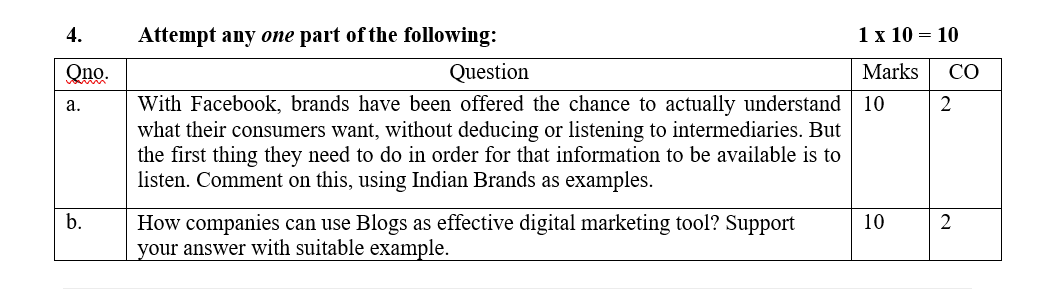 4. Attempt any one part of the following: 1 x 10 = 10
Qno. Question Marks CO
a. With Facebook, brands have been offered the chance to actually understand 10 2
what their consumers want, without deducing or listening to intermediaries. But
the first thing they need to do in order for that information to be available is to
listen. Comment on this, using Indian Brands as examples.
b. How companies can use Blogs as effective digital marketing tool? Support 10 2
your answer with suitable example.